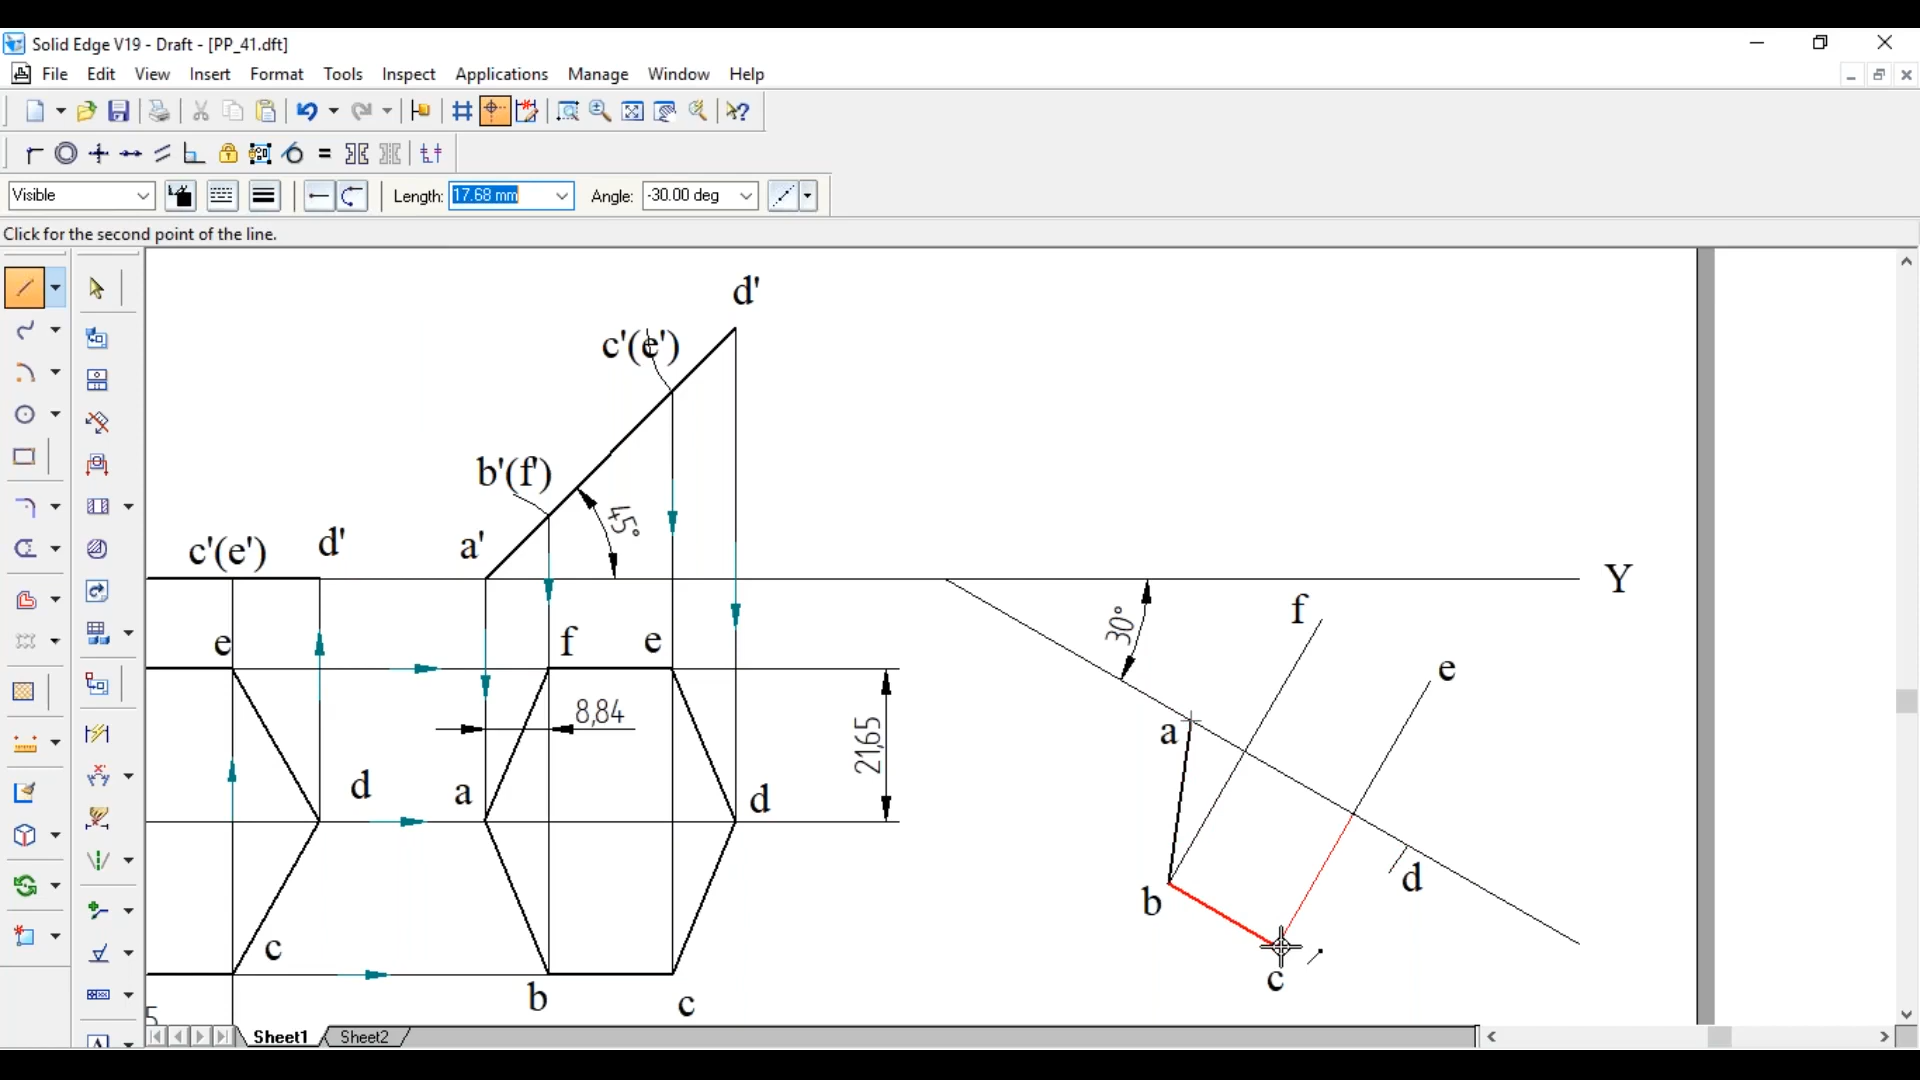 Solid Edge V19 - Draft - [PP_41.dft]
File Edit View Insert Format Tools Inspect Applications Manage Window Help
Visible Length: 17.68 mm Angle: -30.00 deg
Click for the second point of the line.
d'
c'(e')
b'(f')
45°
c'(e') d' a'
Y
30°
f
e f e
e
8,84
21,65
a
d a d
d
b
c
c
b c
5
Sheet1 Sheet2